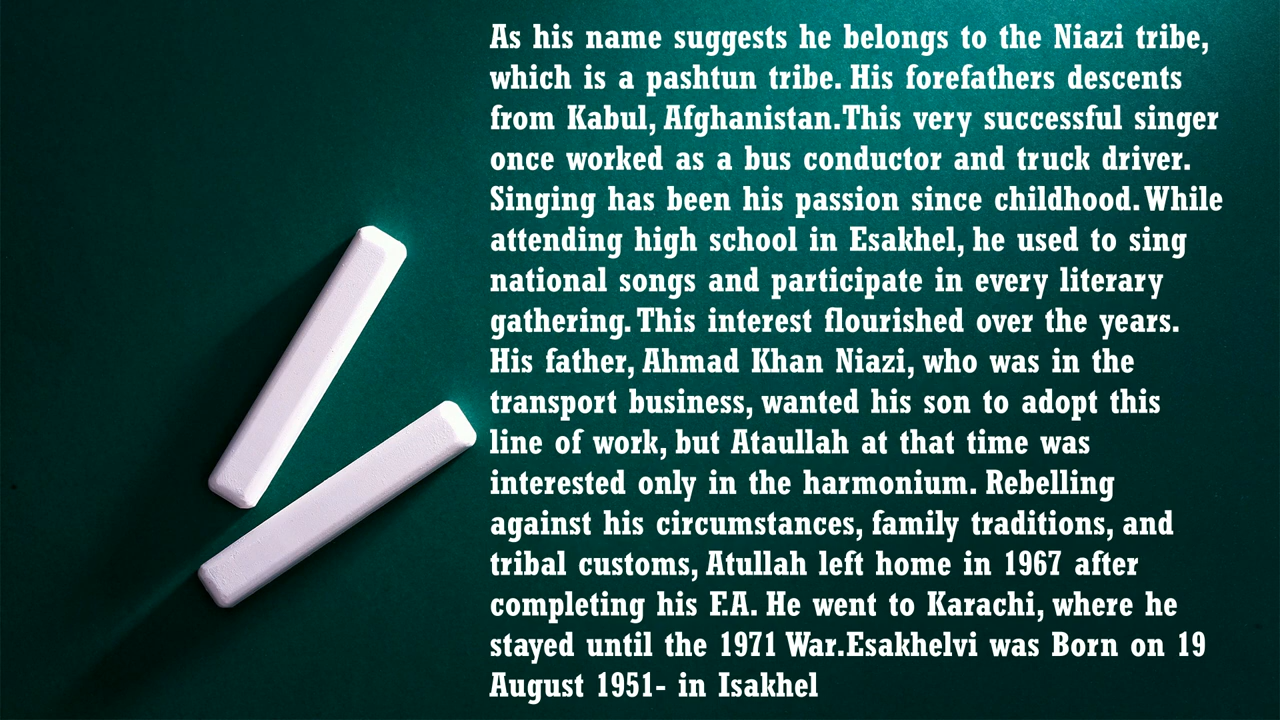 As his name suggests he belongs to the Niazi tribe,
which is a pashtun tribe. His forefathers descents
from Kabul, Afghanistan.This very successful singer
once worked as a bus conductor and truck driver.
Singing has been his passion since childhood.While
attending high school in Esakhel, he used to sing
national songs and participate in every literary
gathering.This interest flourished over the years.
His father, Ahmad Khan Niazi, who was in the
transport business, wanted his son to adopt this
line of work, but Ataullah at that time was
interested only in the harmonium. Rebelling
against his circumstances, family traditions, and
tribal customs, Atullah left home in 1967 after
completing his F.A. He went to Karachi, where he
stayed until the 1971 War.Esakhelvi was Born on 19
August 1951- in Isakhel